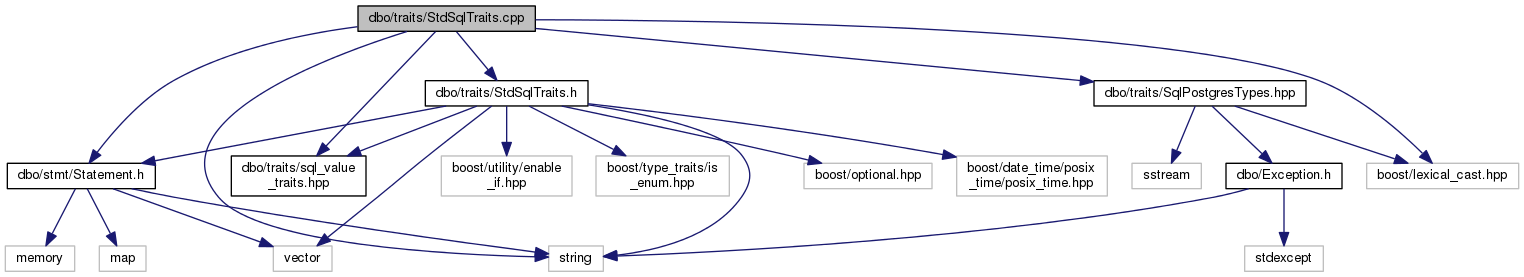 dbo/traits/StdSqlTraits.cpp
dbo/traits/StdSqlTraits.h
dbo/traits/SqlPostgresTypes.hpp
dbo/stmt/Statement.h
dbo/traits/sql_value
_traits.hpp
boost/utility/enable
_if.hpp
boost/type_traits/is
_enum.hpp
boost/optional.hpp
boost/date_time/posix
_time/posix_time.hpp
sstream
dbo/Exception.h
boost/lexical_cast.hpp
memory
map
vector
string
stdexcept